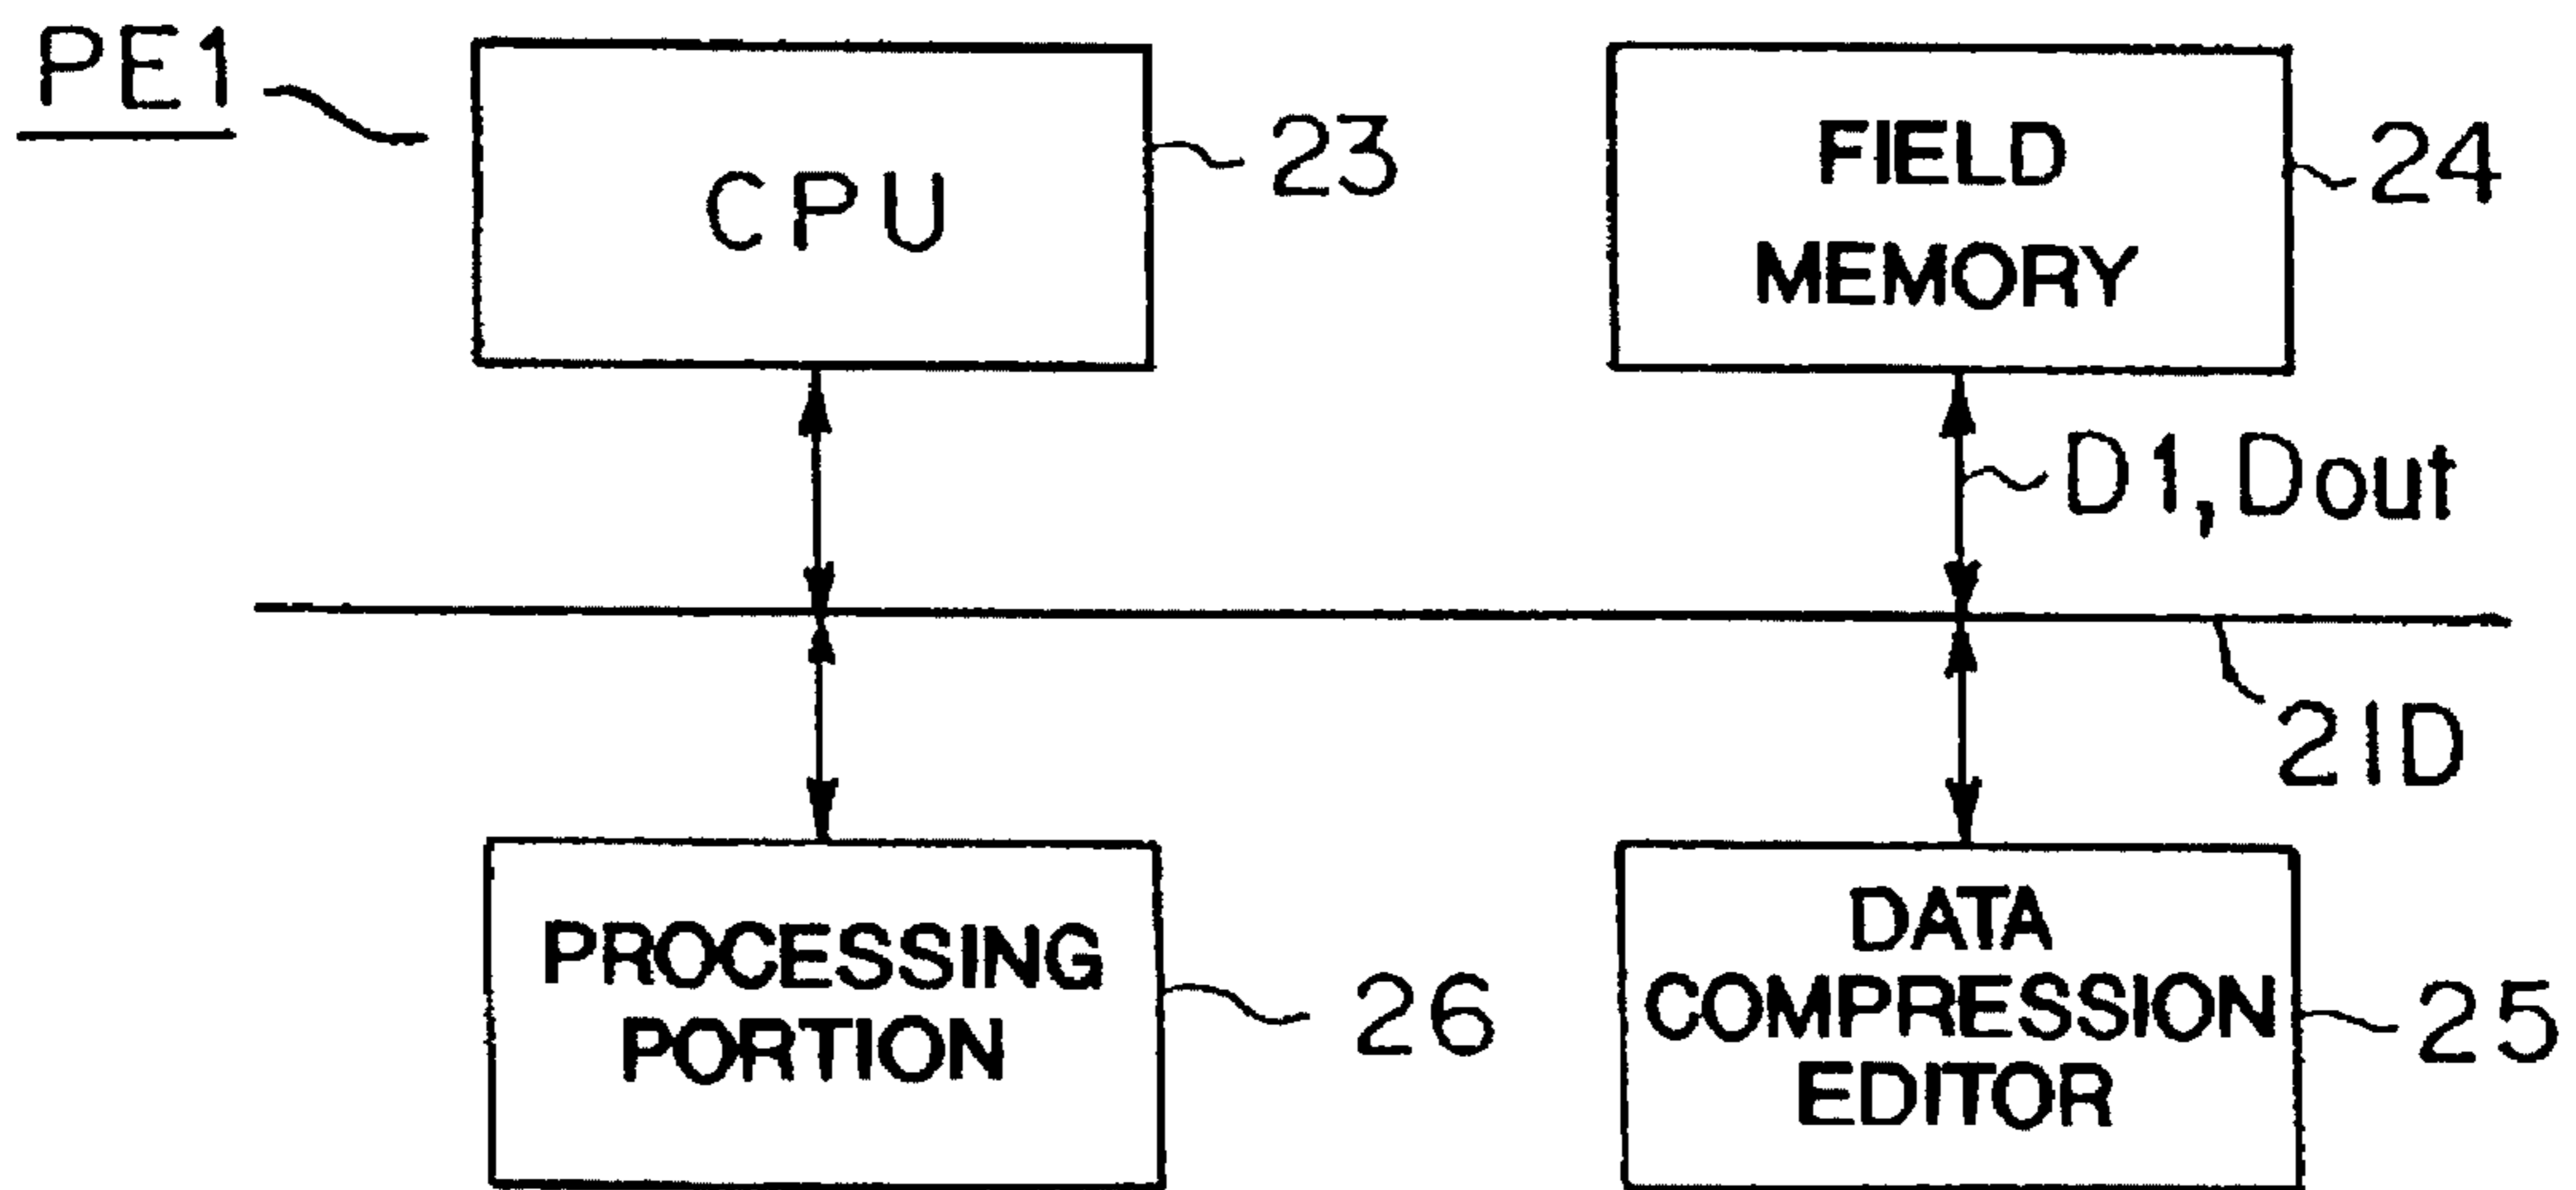 PE1
CPU
23
FIELD
MEMORY
24
D1, Dout
21D
PROCESSING
PORTION
26
DATA
COMPRESSION
EDITOR
25